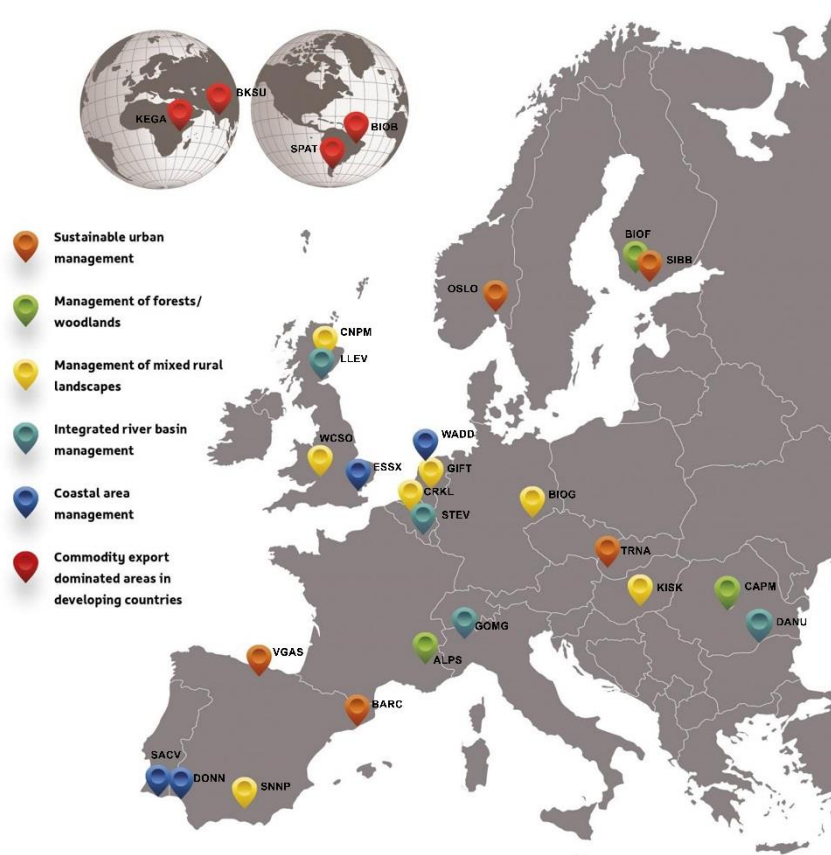 BKSU
KEGA
BIOB
SPAT
Sustainable urban
management
Management of forests/
woodlands
Management of mixed rural
landscapes
Integrated river basin
management
Coastal area
management
Commodity export
dominated areas in
developing countries
BIOF
SIBB
OSLO
CNPM
LLEV
WCSO
ESSX
WADD
GIFT
CRKL
STEV
BIOG
TRNA
KISK
CAPM
DANU
GOMG
ALPS
VGAS
BARC
SACV
DONN
SNNP